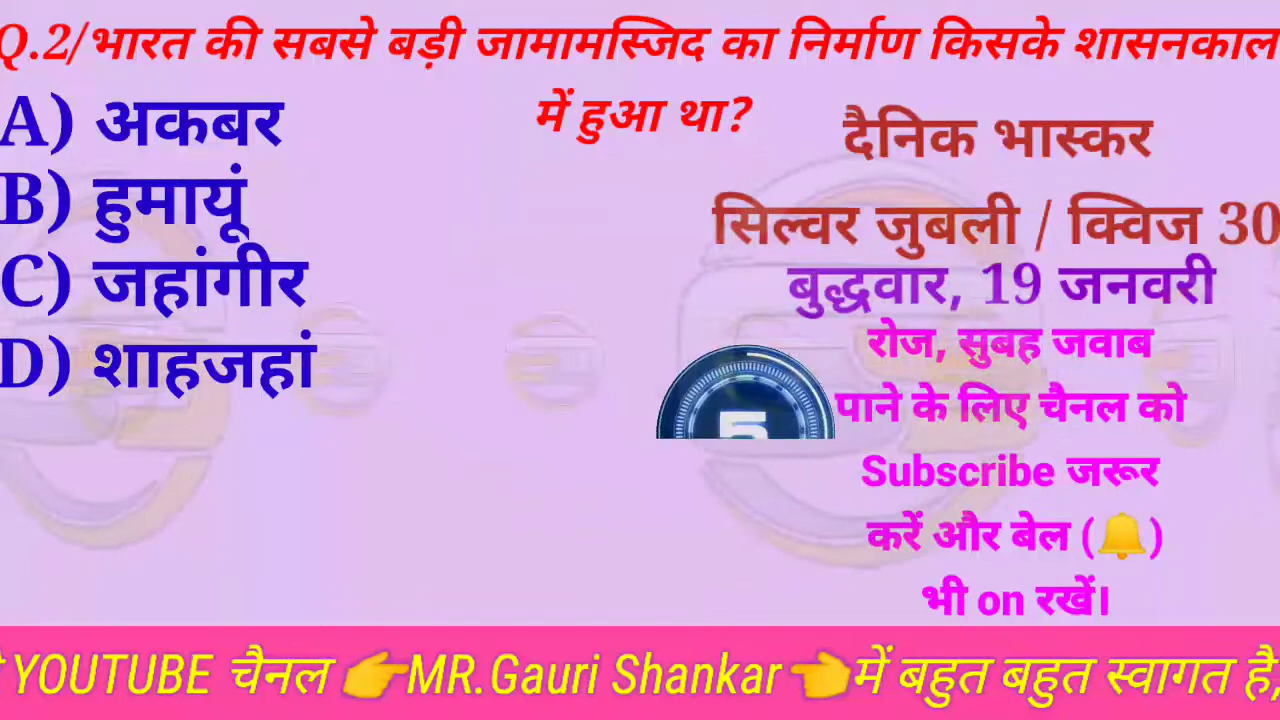 Q.2/भारत की सबसे बड़ी जामामस्जिद का निर्माण किसके शासनकाल
में हुआ था?
A) अकबर
B) हुमायूं
C) जहांगीर
D) शाहजहां
दैनिक भास्कर
सिल्वर जुबली / क्विज 30
बुद्धवार, 19 जनवरी
रोज, सुबह जवाब
पाने के लिए चैनल को
Subscribe जरूर
करें और बेल (🔔)
भी on रखें।
5
YOUTUBE चैनल 👉MR.Gauri Shankar👈में बहुत बहुत स्वागत है,